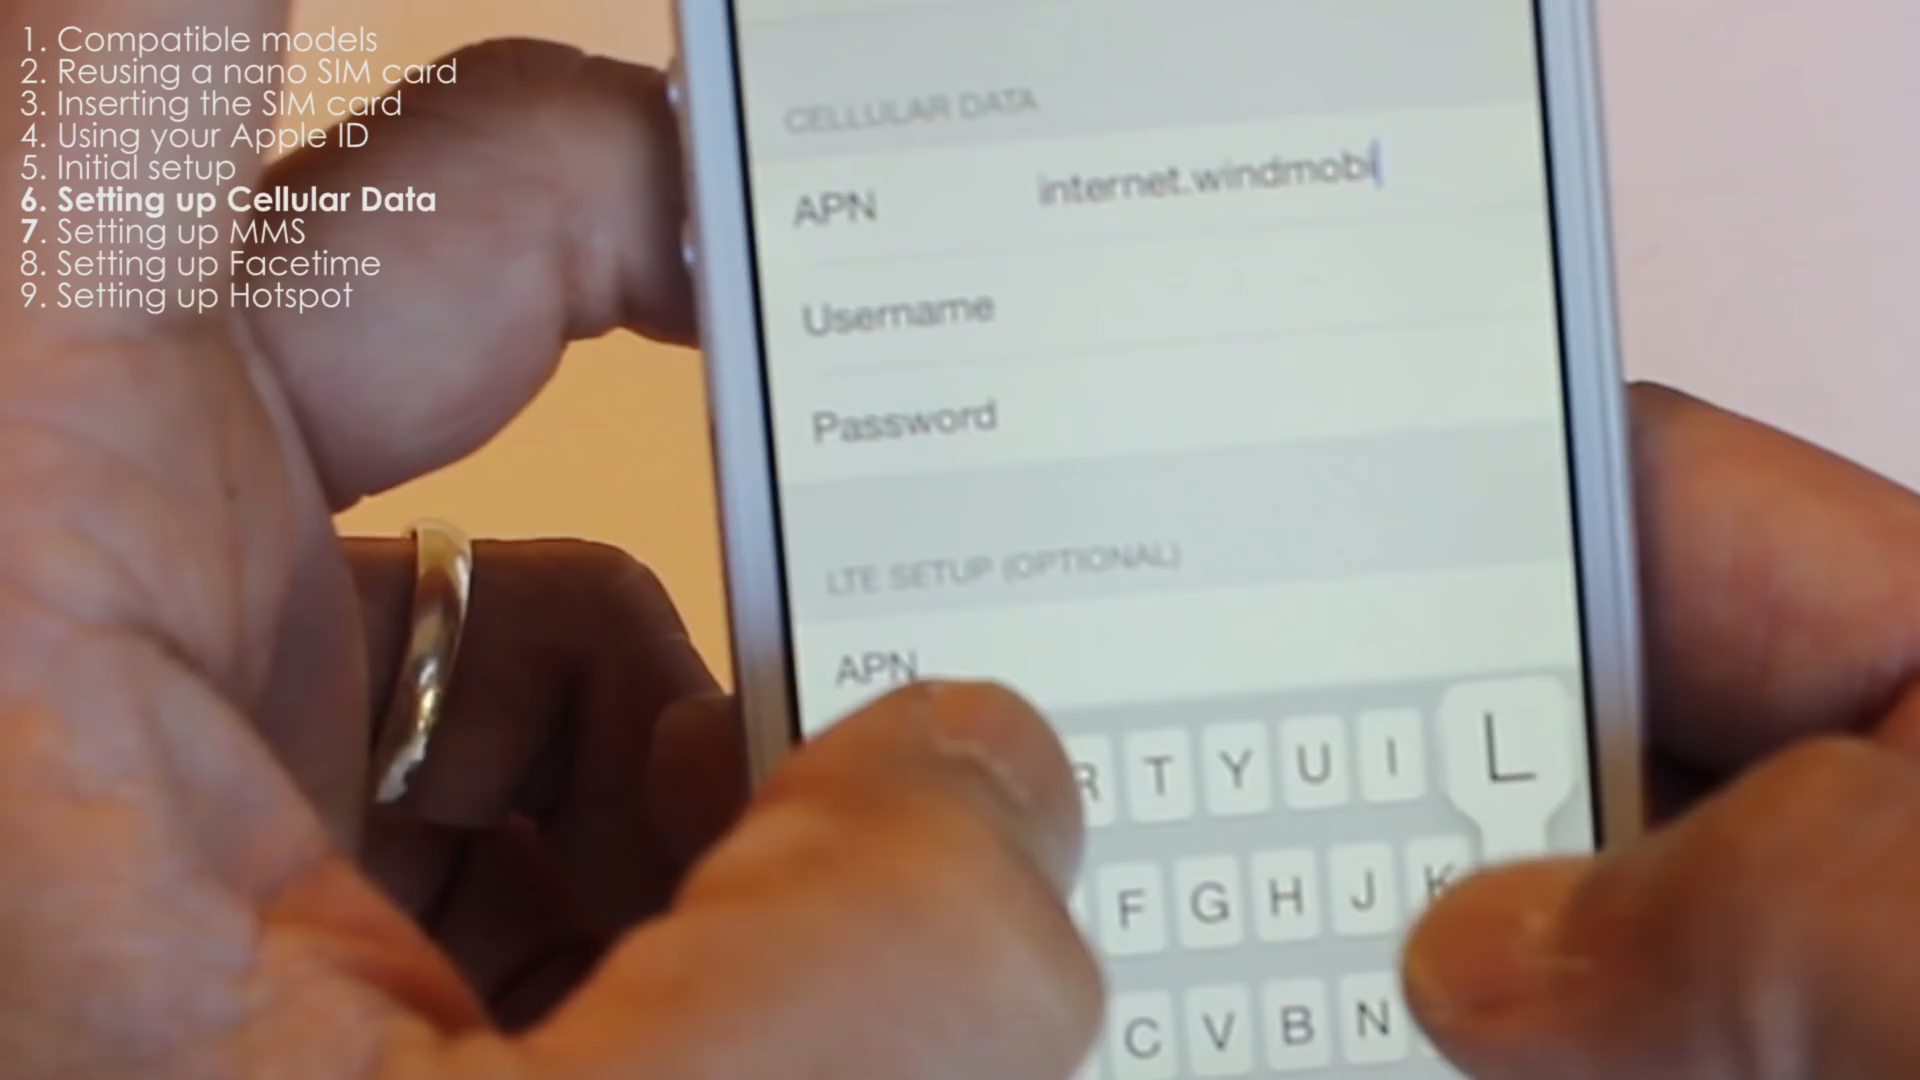 1. Compatible models
2. Reusing a nano SIM card
3. Inserting the SIM card
4. Using your Apple ID
5. Initial setup
6. Setting up Cellular Data
7. Setting up MMS
8. Setting up Facetime
9. Setting up Hotspot
CELLULAR DATA
APN internet.windmobi
Username
Password
LTE SETUP (OPTIONAL)
APN
R T Y U I L
F G H J K
C V B N